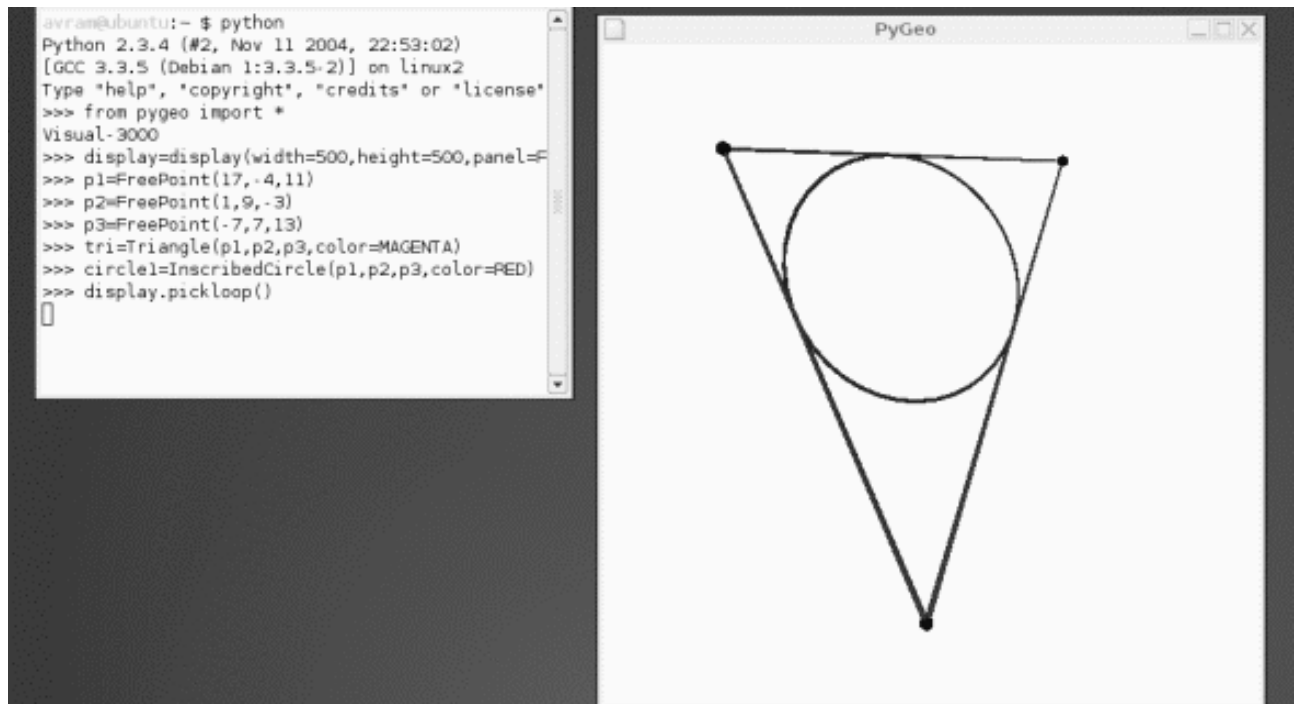 avram@ubuntu:~ $ python
Python 2.3.4 (#2, Nov 11 2004, 22:53:02)
[GCC 3.3.5 (Debian 1:3.3.5-2)] on linux2
Type "help", "copyright", "credits" or "license"
>>> from pygeo import *
Visual-3000
>>> display=display(width=500,height=500,panel=F
>>> p1=FreePoint(17,-4,11)
>>> p2=FreePoint(1,9,-3)
>>> p3=FreePoint(-7,7,13)
>>> tri=Triangle(p1,p2,p3,color=MAGENTA)
>>> circle1=InscribedCircle(p1,p2,p3,color=RED)
>>> display.pickloop()
PyGeo